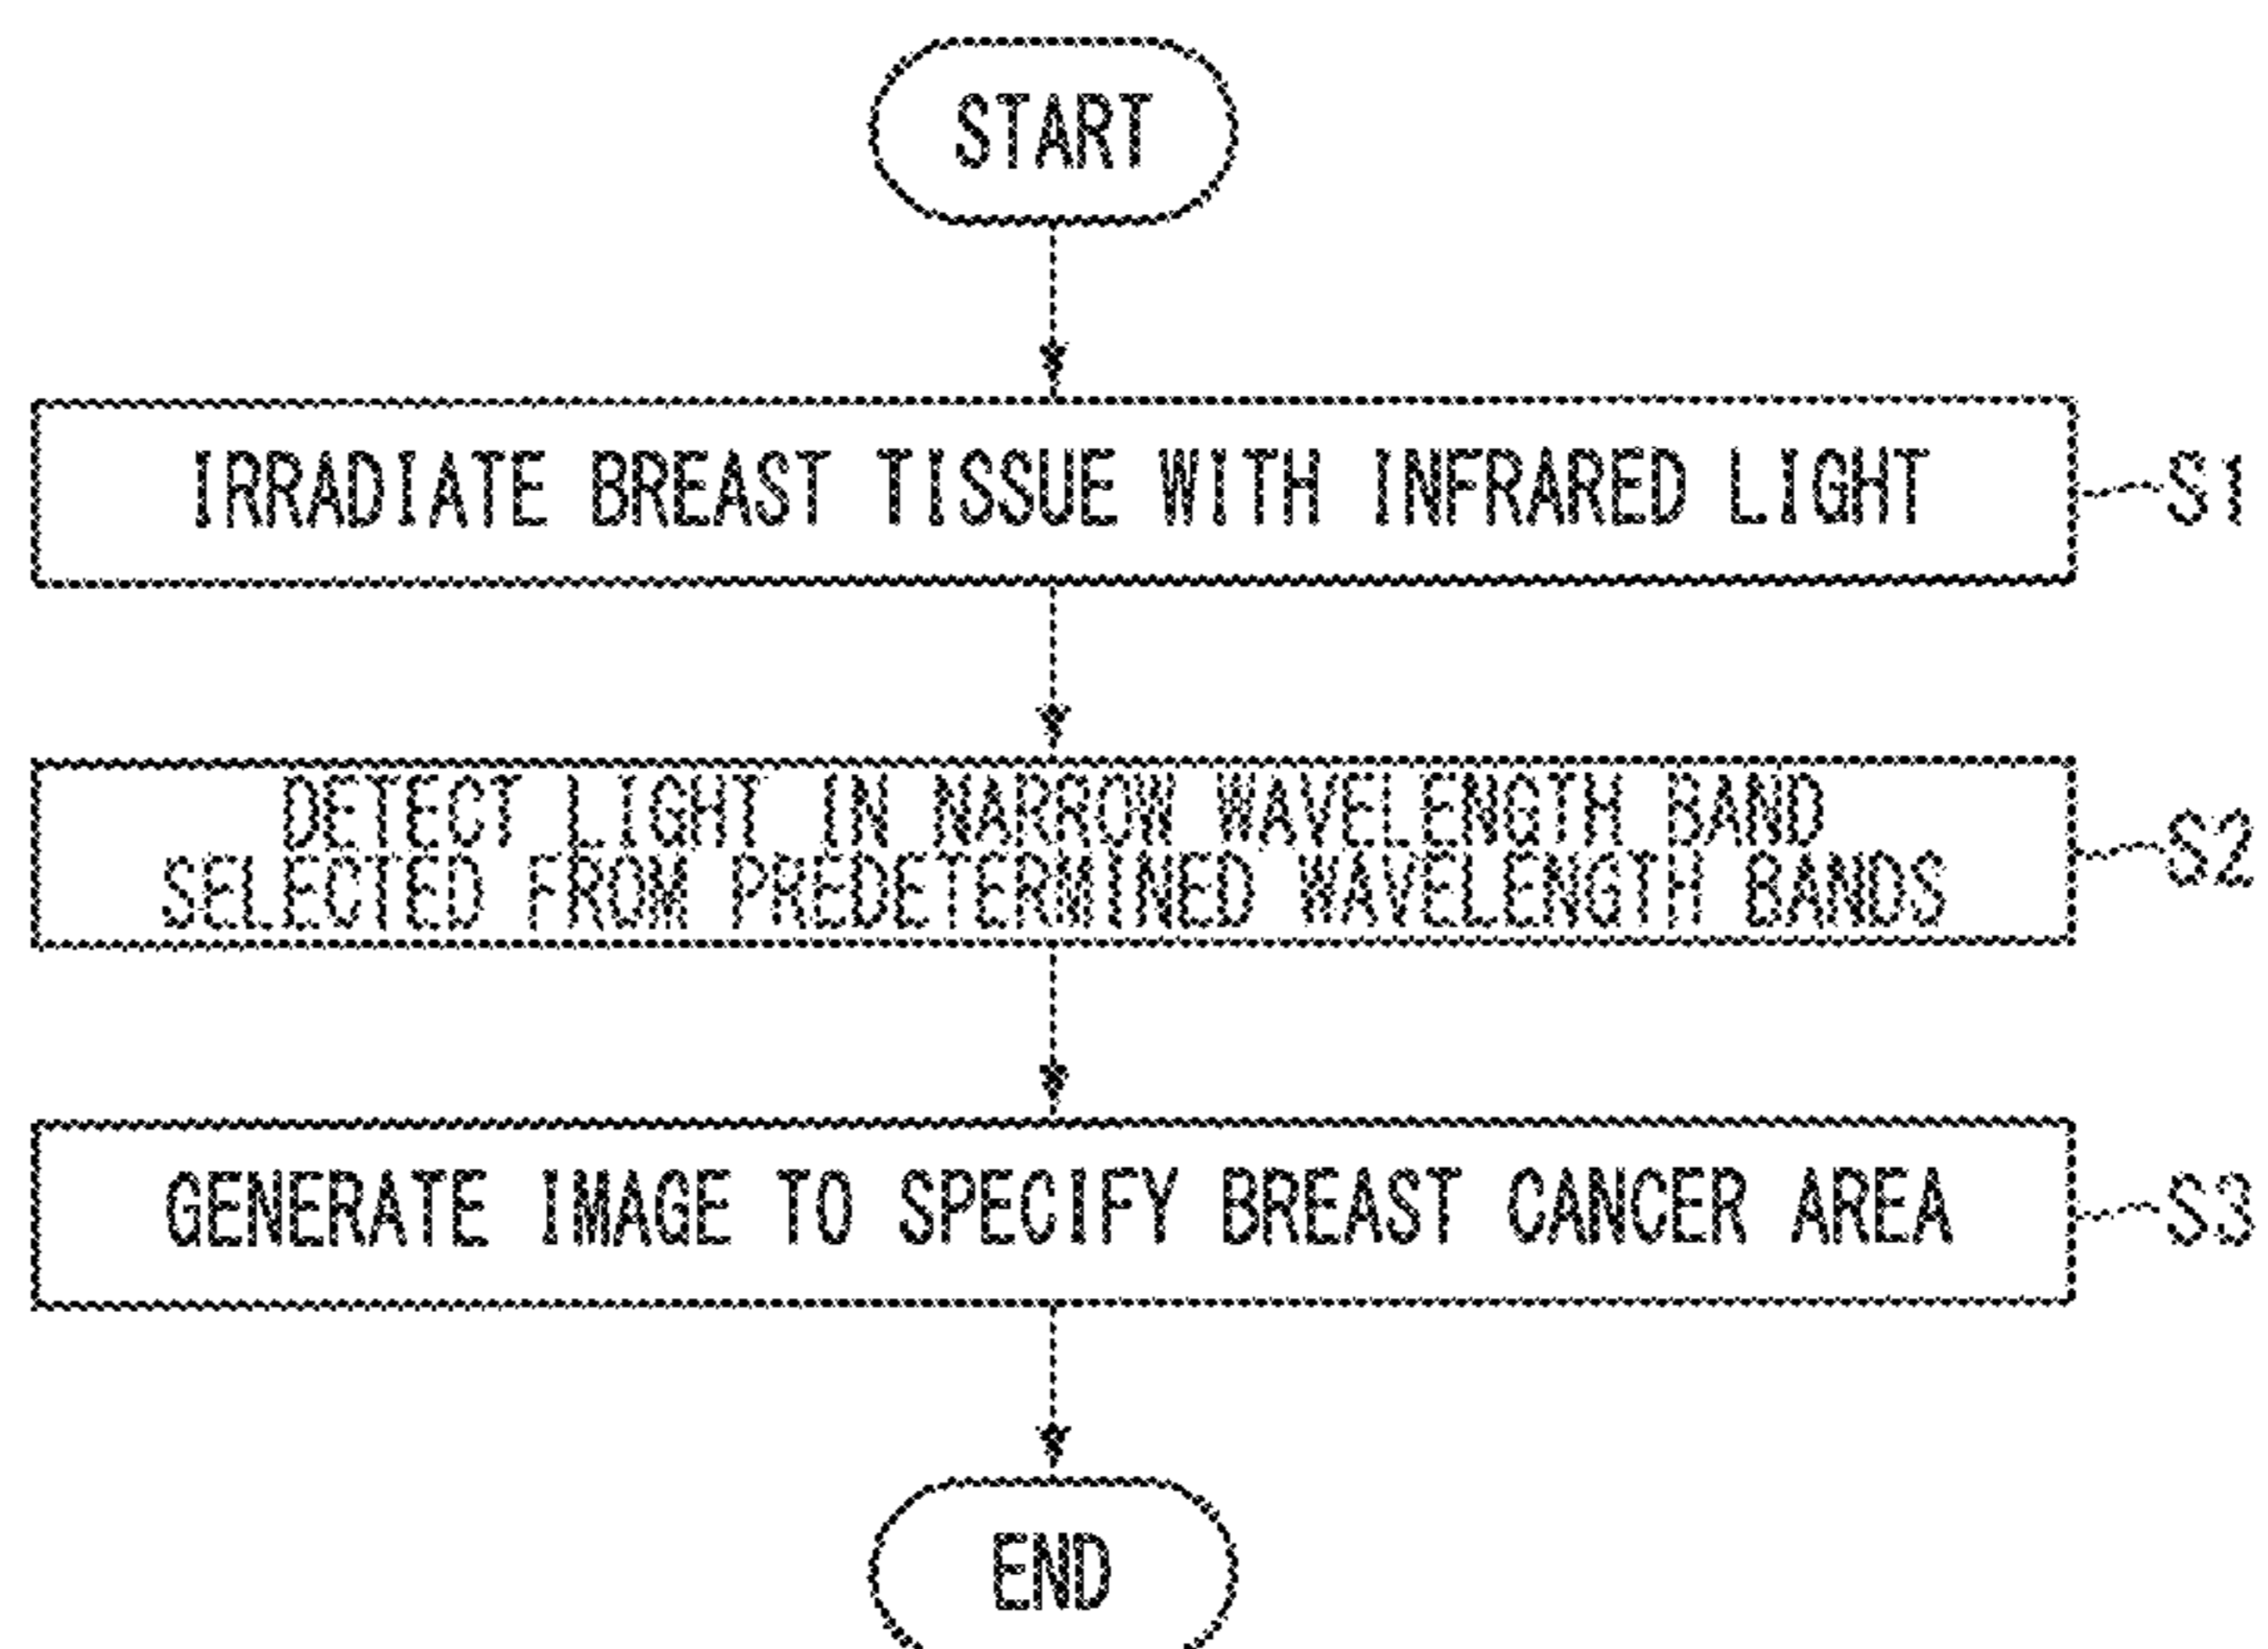 START
IRRADIATE BREAST TISSUE WITH INFRARED LIGHT
S1
DETECT LIGHT IN NARROW WAVELENGTH BAND
SELECTED FROM PREDETERMINED WAVELENGTH BANDS
S2
GENERATE IMAGE TO SPECIFY BREAST CANCER AREA
S3
END